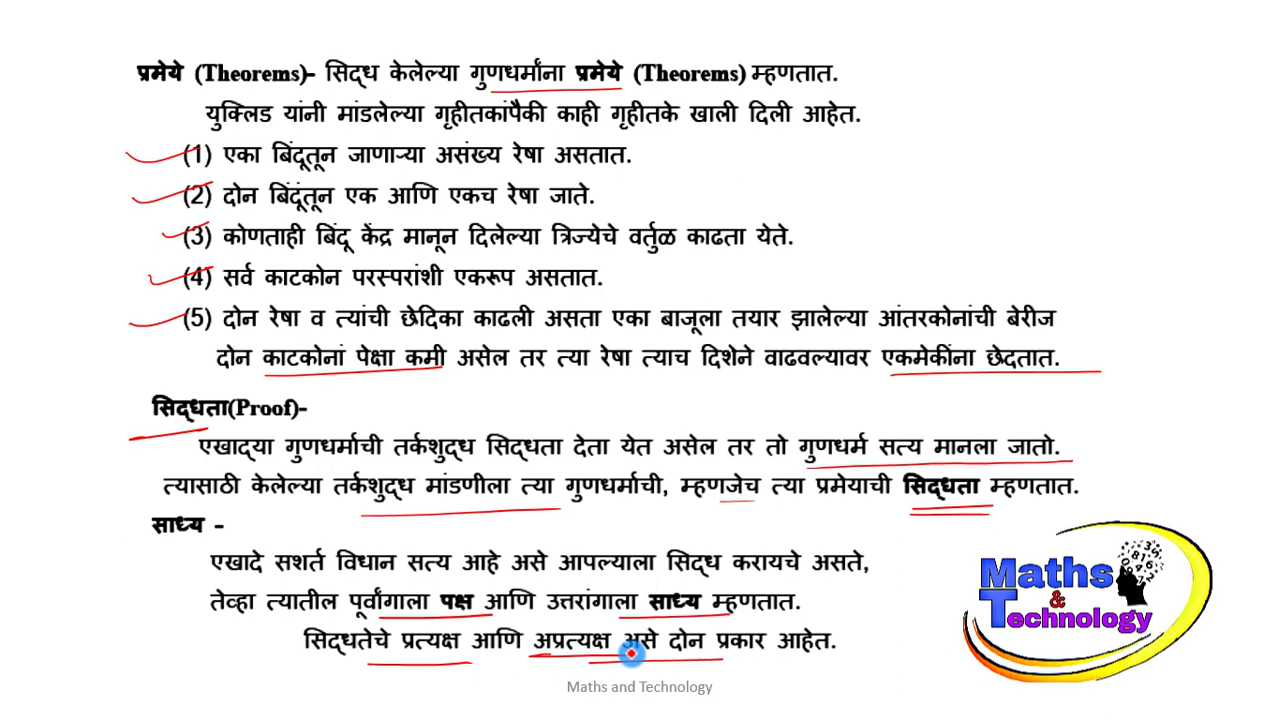 प्रमेये (Theorems)- सिद्ध केलेल्या गुणधर्मांना प्रमेये (Theorems) म्हणतात.
युक्लिड यांनी मांडलेल्या गृहीतकांपैकी काही गृहीतके खाली दिली आहेत.
(1) एका बिंदूतून जाणाऱ्या असंख्य रेषा असतात.
(2) दोन बिंदूंतून एक आणि एकच रेषा जाते.
(3) कोणताही बिंदू केंद्र मानून दिलेल्या त्रिज्येचे वर्तुळ काढता येते.
(4) सर्व काटकोन परस्परांशी एकरूप असतात.
(5) दोन रेषा व त्यांची छेदिका काढली असता एका बाजूला तयार झालेल्या आंतरकोनांची बेरीज
दोन काटकोनां पेक्षा कमी असेल तर त्या रेषा त्याच दिशेने वाढवल्यावर एकमेकींना छेदतात.
सिद्धता(Proof)-
एखाद्या गुणधर्माची तर्कशुद्ध सिद्धता देता येत असेल तर तो गुणधर्म सत्य मानला जातो.
त्यासाठी केलेल्या तर्कशुद्ध मांडणीला त्या गुणधर्माची, म्हणजेच त्या प्रमेयाची सिद्धता म्हणतात.
साध्य -
एखादे सशर्त विधान सत्य आहे असे आपल्याला सिद्ध करायचे असते,
तेव्हा त्यातील पूर्वांगाला पक्ष आणि उत्तरांगाला साध्य म्हणतात.
सिद्धतेचे प्रत्यक्ष आणि अप्रत्यक्ष असे दोन प्रकार आहेत.
Maths
&
Technology
Maths and Technology